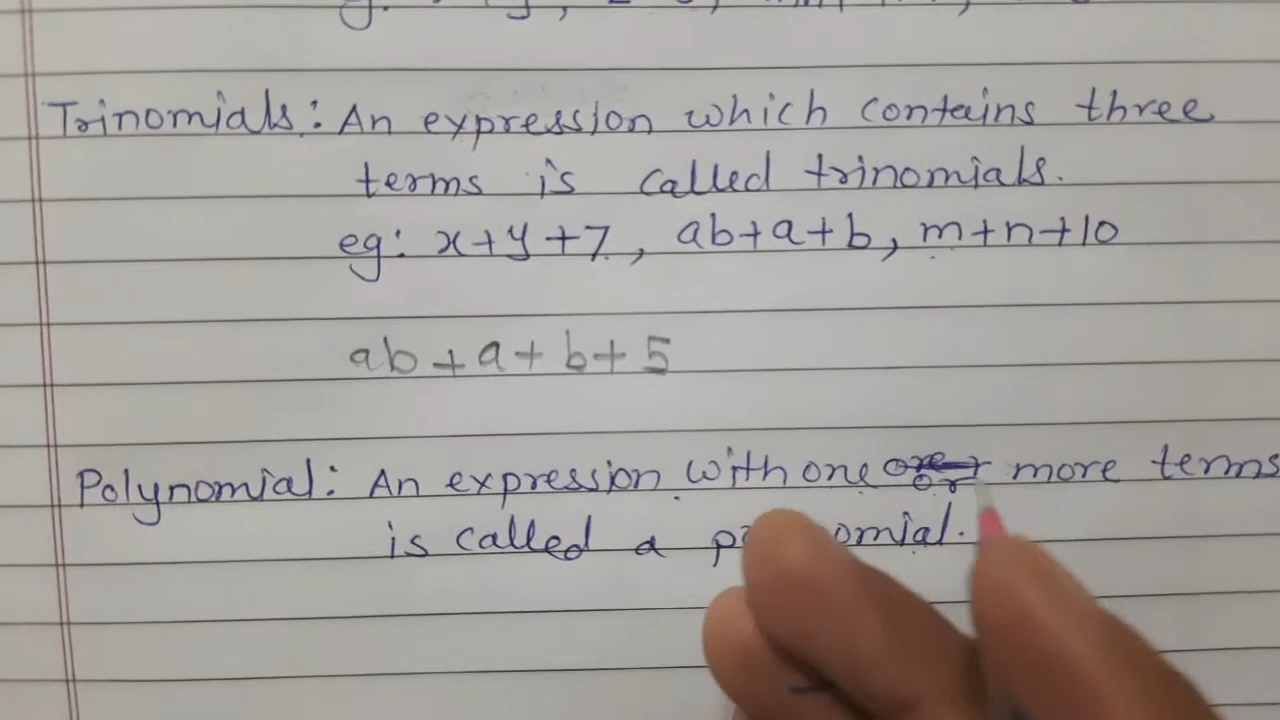 Trinomials: An expression which contains three
terms is called trinomials.
eg: x+y+7, ab+a+b, m+n+10
ab+a+b+5
Polynomial: An expression with one or more terms
is called a